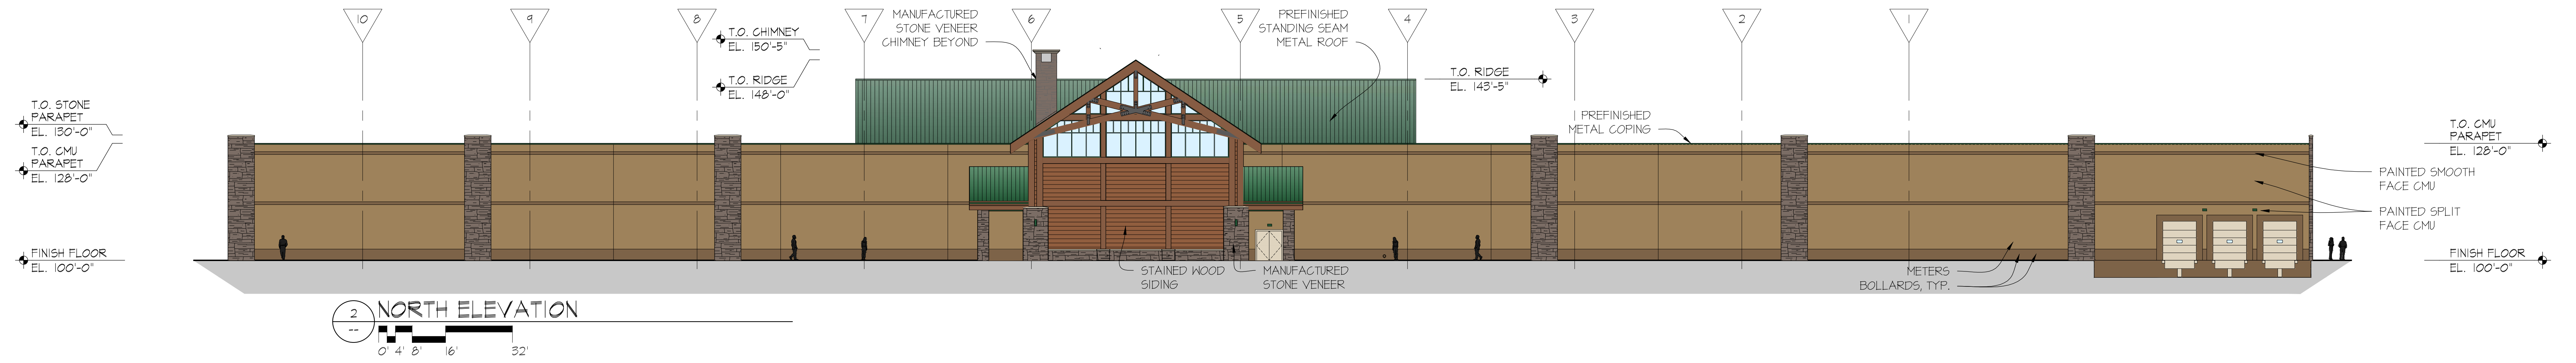 10
9
8
7
6
5
4
3
2
1
MANUFACTURED
STONE VENEER
CHIMNEY BEYOND
PREFINISHED
STANDING SEAM
METAL ROOF
T.O. CHIMNEY
EL. 150'-5"
T.O. RIDGE
EL. 148'-0"
T.O. RIDGE
EL. 143'-5"
T.O. STONE
PARAPET
EL. 130'-0"
T.O. CMU
PARAPET
EL. 128'-0"
PREFINISHED
METAL COPING
T.O. CMU
PARAPET
EL. 128'-0"
PAINTED SMOOTH
FACE CMU
PAINTED SPLIT
FACE CMU
FINISH FLOOR
EL. 100'-0"
FINISH FLOOR
EL. 100'-0"
STAINED WOOD
SIDING
MANUFACTURED
STONE VENEER
METERS
BOLLARDS, TYP.
2
--
NORTH ELEVATION
0' 4' 8' 16' 32'